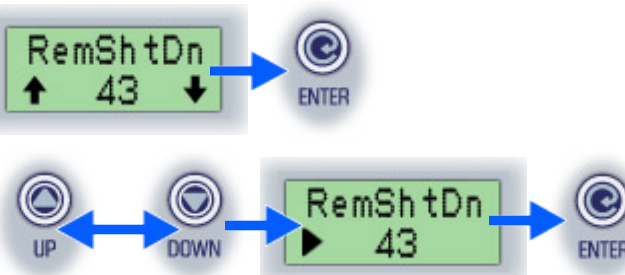 RemShtDn
43
ENTER
UP
DOWN
RemShtDn
43
ENTER